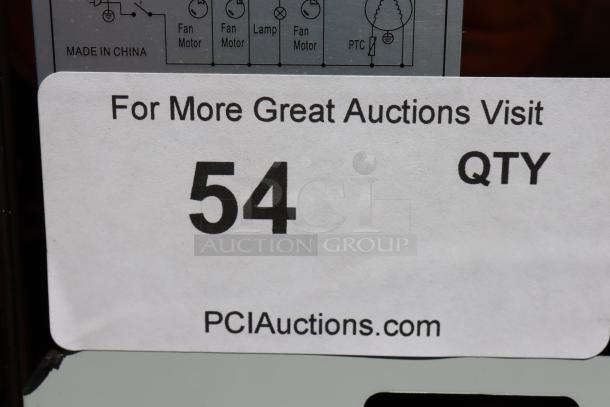 Fan Motor
Fan Motor
Lamp
Fan Motor
PTC
MADE IN CHINA
For More Great Auctions Visit
54
QTY
PCI
AUCTION GROUP
PCIAuctions.com